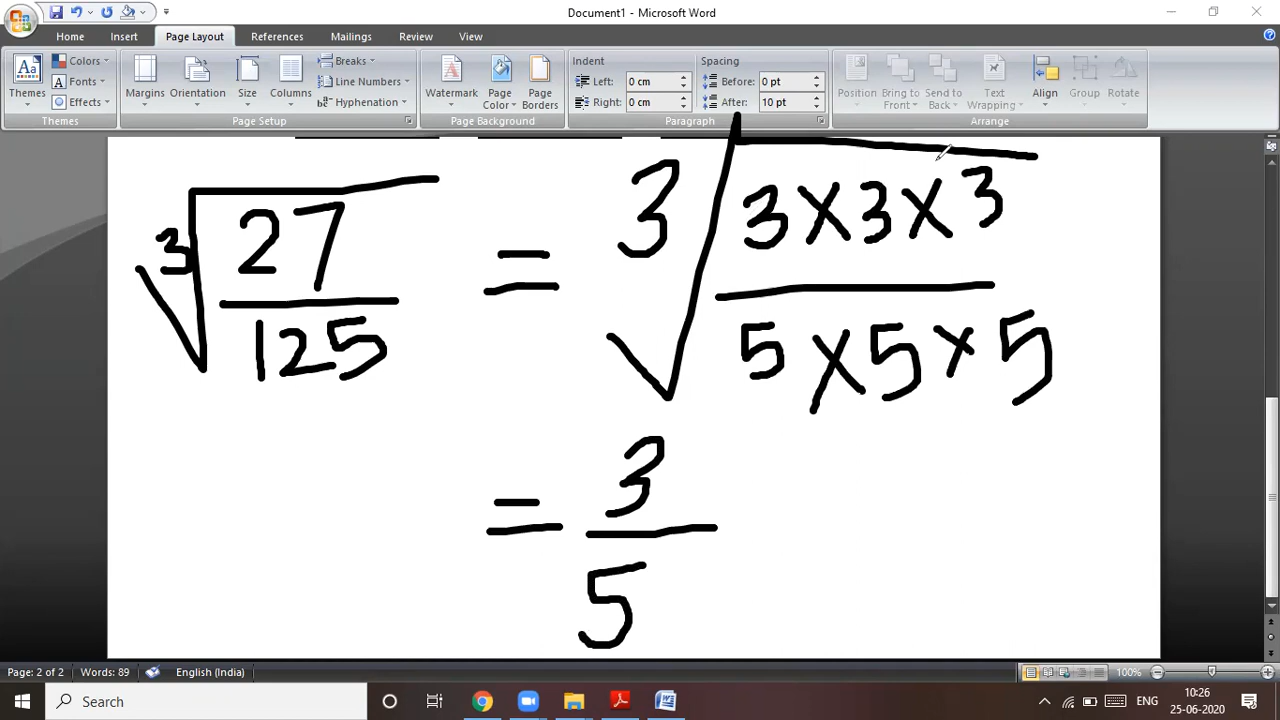 Document1 - Microsoft Word
Home Insert Page Layout References Mailings Review View
Themes Colors Fonts Effects Themes
Margins Orientation Size Columns Breaks Line Numbers Hyphenation Page Setup
Watermark Page Color Page Borders Page Background
Indent Left: 0 cm Right: 0 cm Spacing Before: 0 pt After: 10 pt Paragraph
Position Bring to Front Send to Back Text Wrapping Align Group Rotate Arrange
∛(27/125) = ∛((3X3X3)/(5X5X5))
= 3/5
Page: 2 of 2 Words: 89 English (India) 100%
Search ENG 10:26
25-06-2020